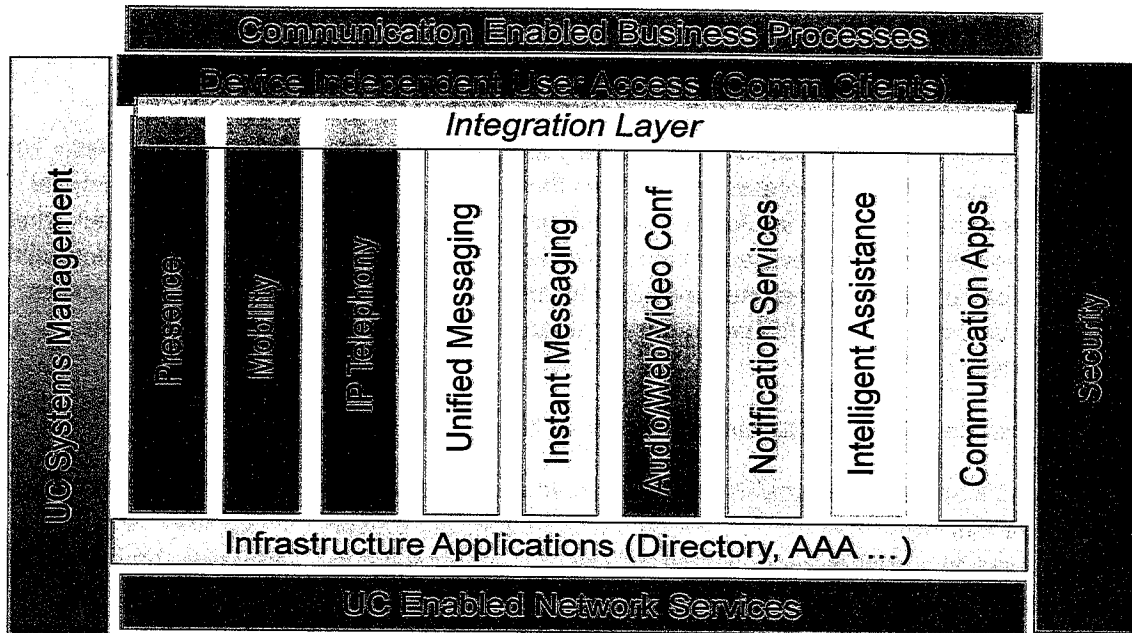 Communication Enabled Business Processes
Device Independent User Access (Comm Clients)
Integration Layer
UC Systems Management
Presence
Mobility
IP Telephony
Unified Messaging
Instant Messaging
Audio/Web/Video Conf
Notification Services
Intelligent Assistance
Communication Apps
Security
Infrastructure Applications (Directory, AAA ...)
UC Enabled Network Services